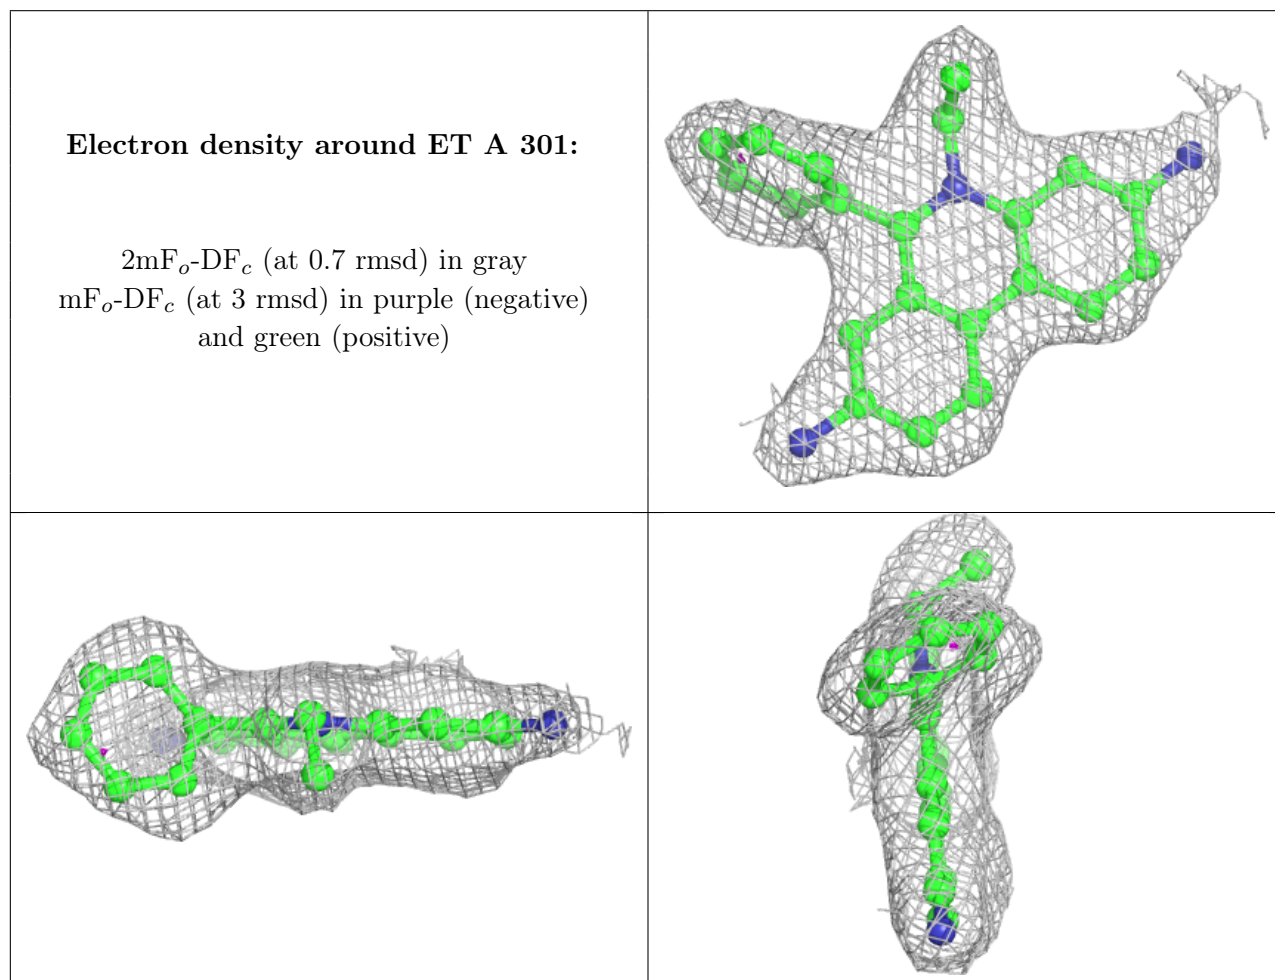 Electron density around ET A 301:
2mFo-DFc (at 0.7 rmsd) in gray
mFo-DFc (at 3 rmsd) in purple (negative)
and green (positive)